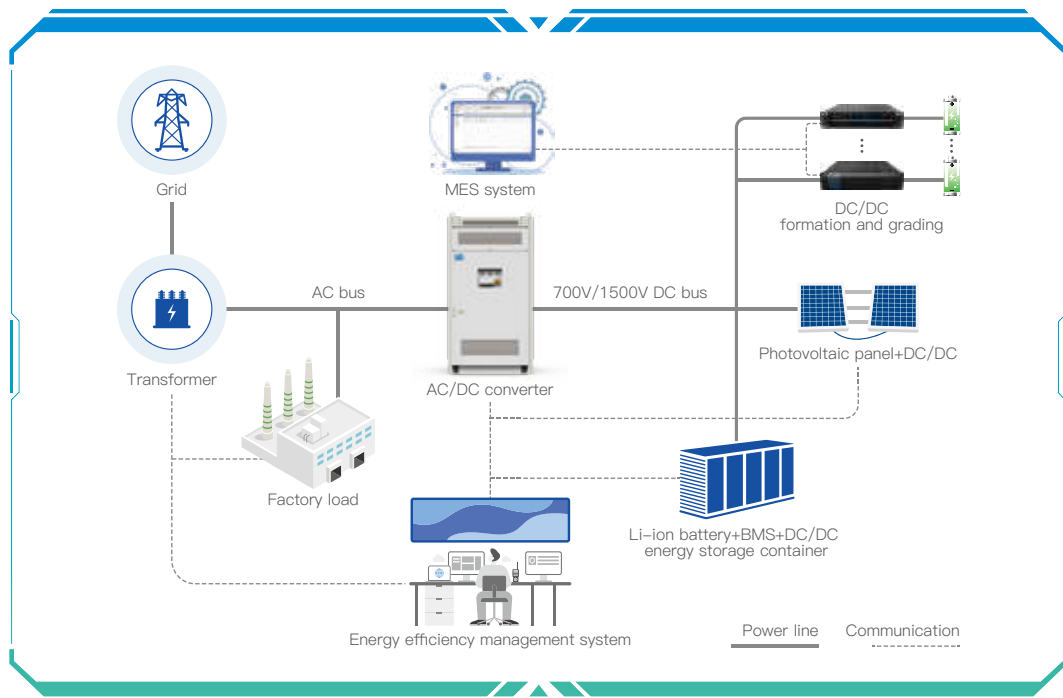 Grid
MES system
DC/DC
formation and grading
AC bus
700V/1500V DC bus
Transformer
AC/DC converter
Photovoltaic panel+DC/DC
Factory load
Li-ion battery+BMS+DC/DC
energy storage container
Energy efficiency management system
Power line
Communication